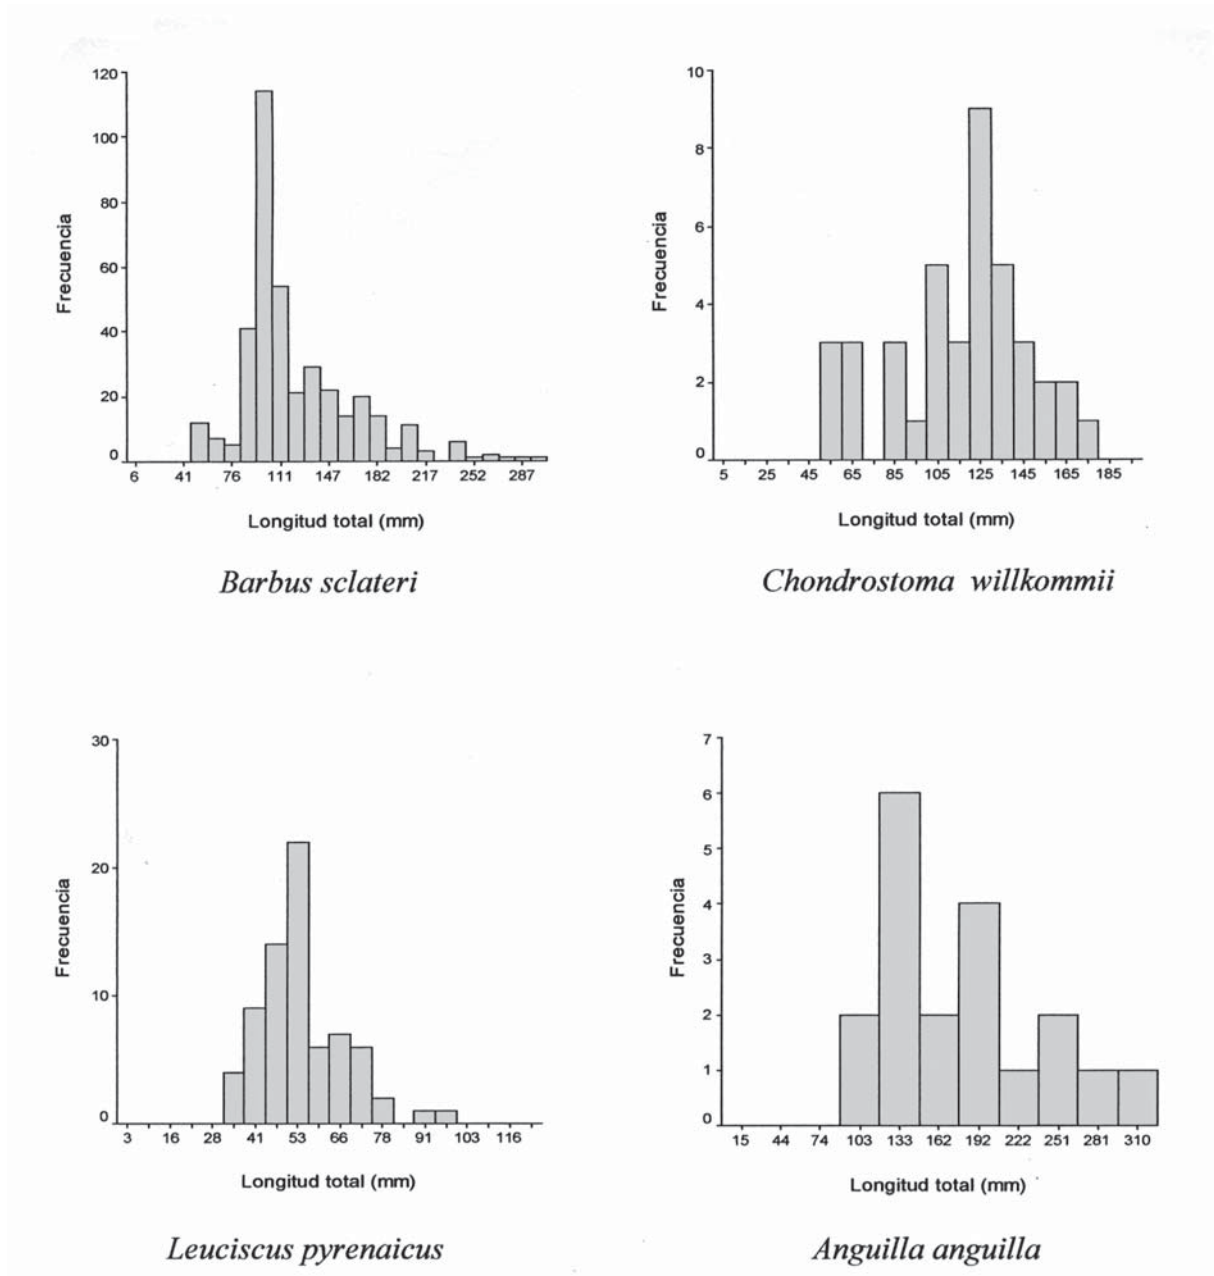 120
100
80
60
40
20
0
Frecuencia
6 41 76 111 147 182 217 252 287
Longitud total (mm)
Barbus sclateri
10
8
6
4
2
0
Frecuencia
5 25 45 65 85 105 125 145 165 185
Longitud total (mm)
Chondrostoma willkommii
30
20
10
0
Frecuencia
3 16 28 41 53 66 78 91 103 116
Longitud total (mm)
Leuciscus pyrenaicus
7
6
5
4
3
2
1
0
Frecuencia
15 44 74 103 133 162 192 222 251 281 310
Longitud total (mm)
Anguilla anguilla